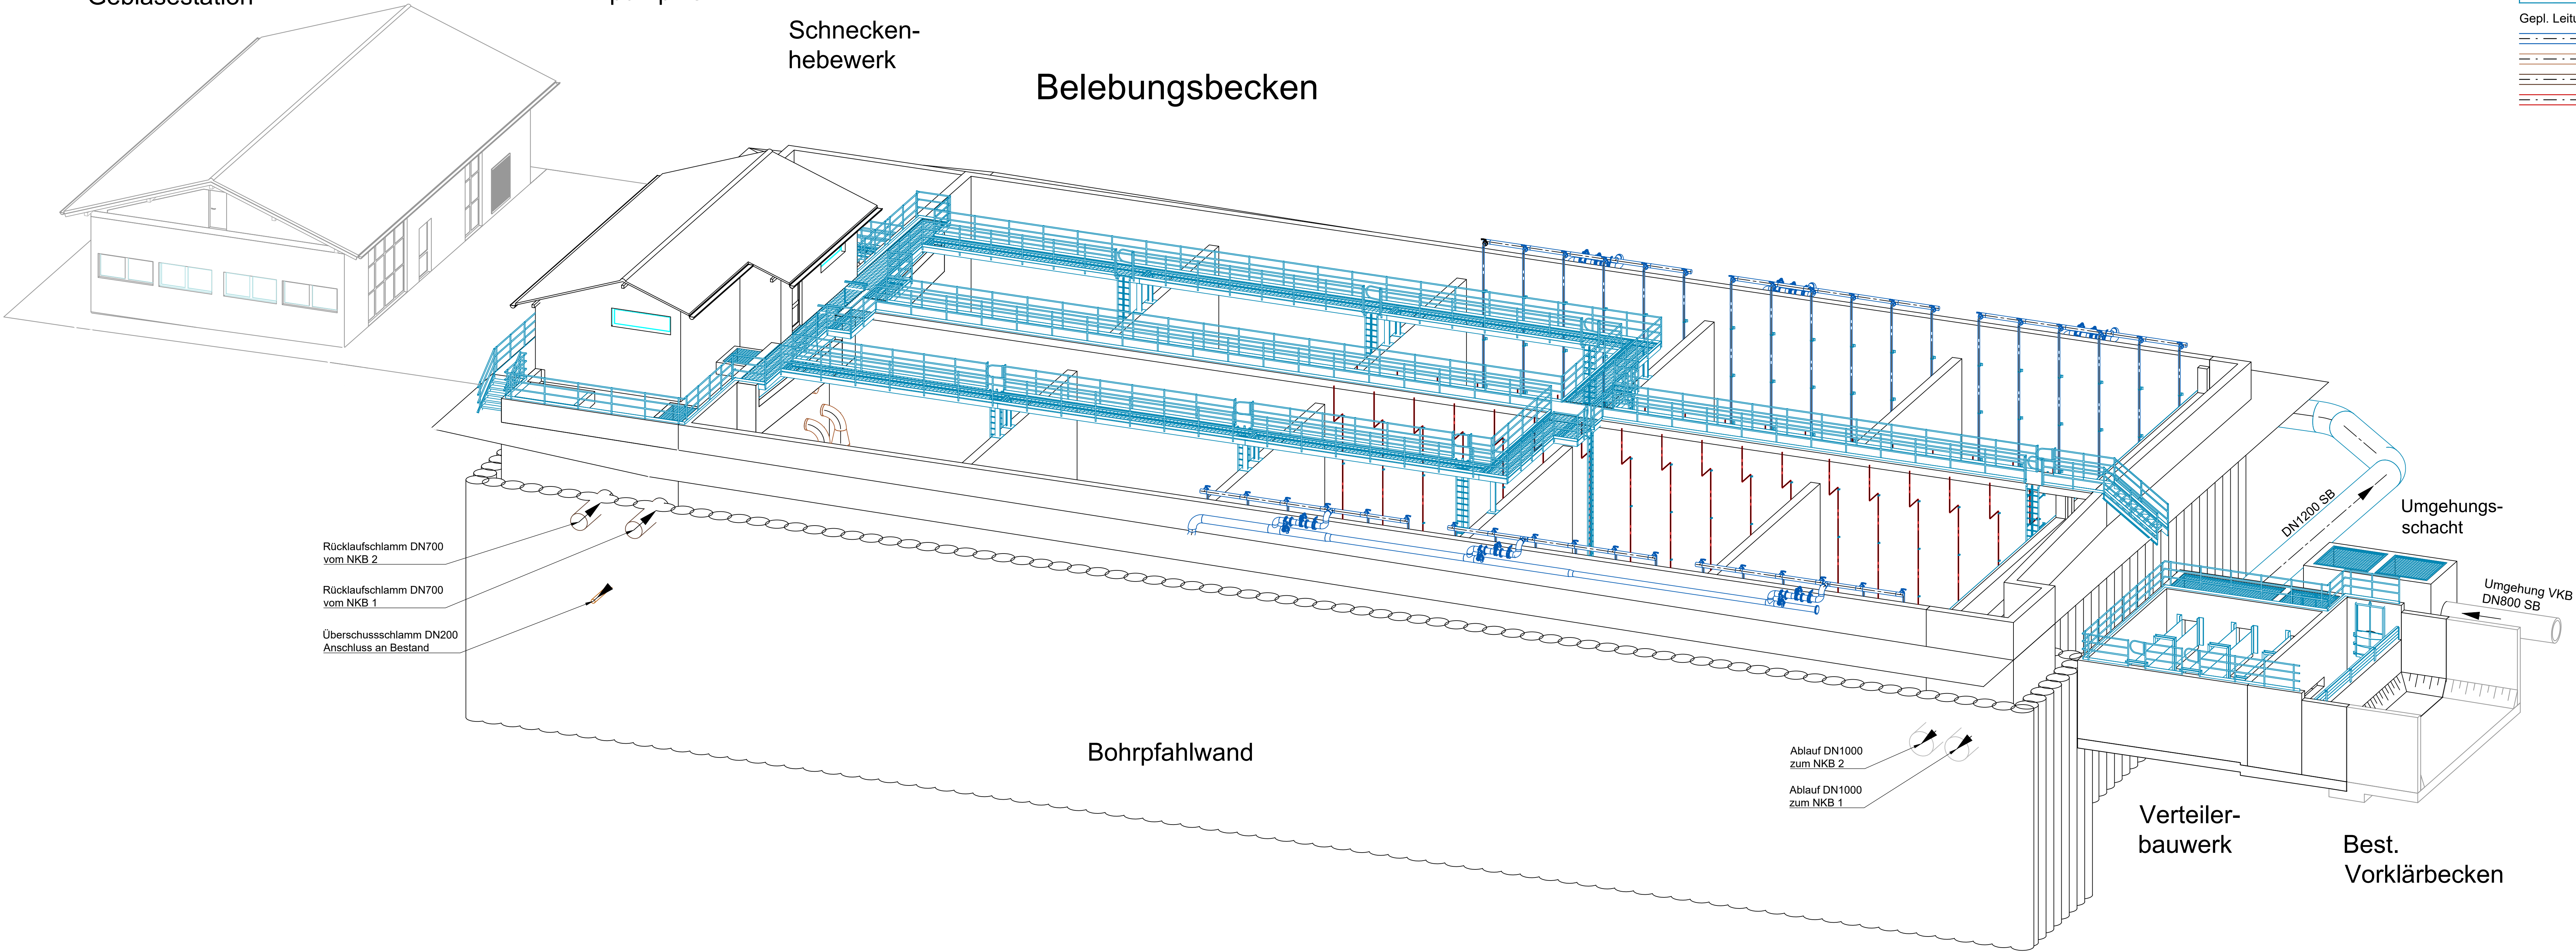 Gebläsestation
Schnecken-
hebewerk
Belebungsbecken
Gepl. Leitu
Rücklaufschlamm DN700
vom NKB 2
Rücklaufschlamm DN700
vom NKB 1
Überschussschlamm DN200
Anschluss an Bestand
Bohrpfahlwand
Ablauf DN1000
zum NKB 2
Ablauf DN1000
zum NKB 1
DN1200 SB
Umgehungs-
schacht
Umgehung VKB
DN800 SB
Verteiler-
bauwerk
Best.
Vorklärbecken